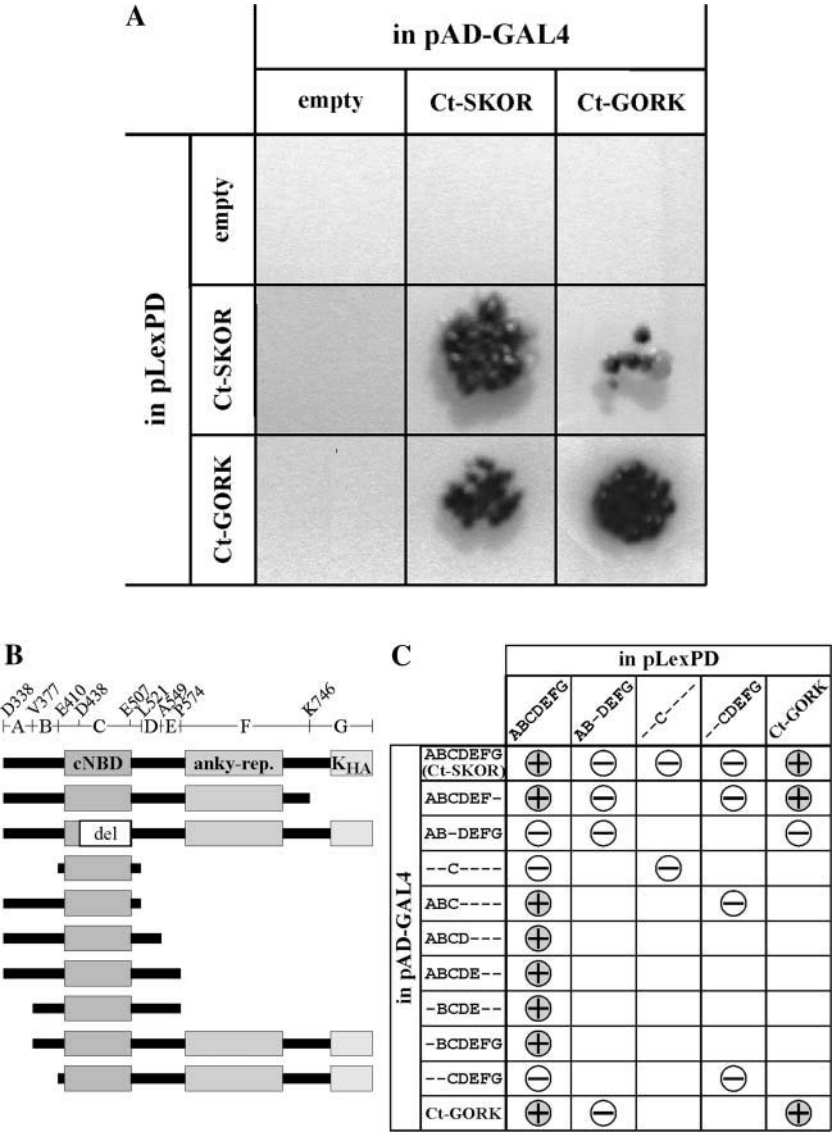 A
in pAD-GAL4
empty Ct-SKOR Ct-GORK
in pLexPD
empty
Ct-SKOR
Ct-GORK
B
D338 V377 E410 D438 E507 L521 A549 P574 K746
A B C D E F G
cNBD anky-rep. KHA
del
C
in pLexPD
ABCDEFG AB-DEFG --C---- --CDEFG Ct-GORK
in pAD-GAL4
ABCDEFG + − − − +
(Ct-SKOR)
ABCDEF- + − − +
AB-DEFG − − −
--C---- − −
ABC---- + −
ABCD--- +
ABCDE-- +
-BCDE-- +
-BCDEFG +
--CDEFG − −
Ct-GORK + − +